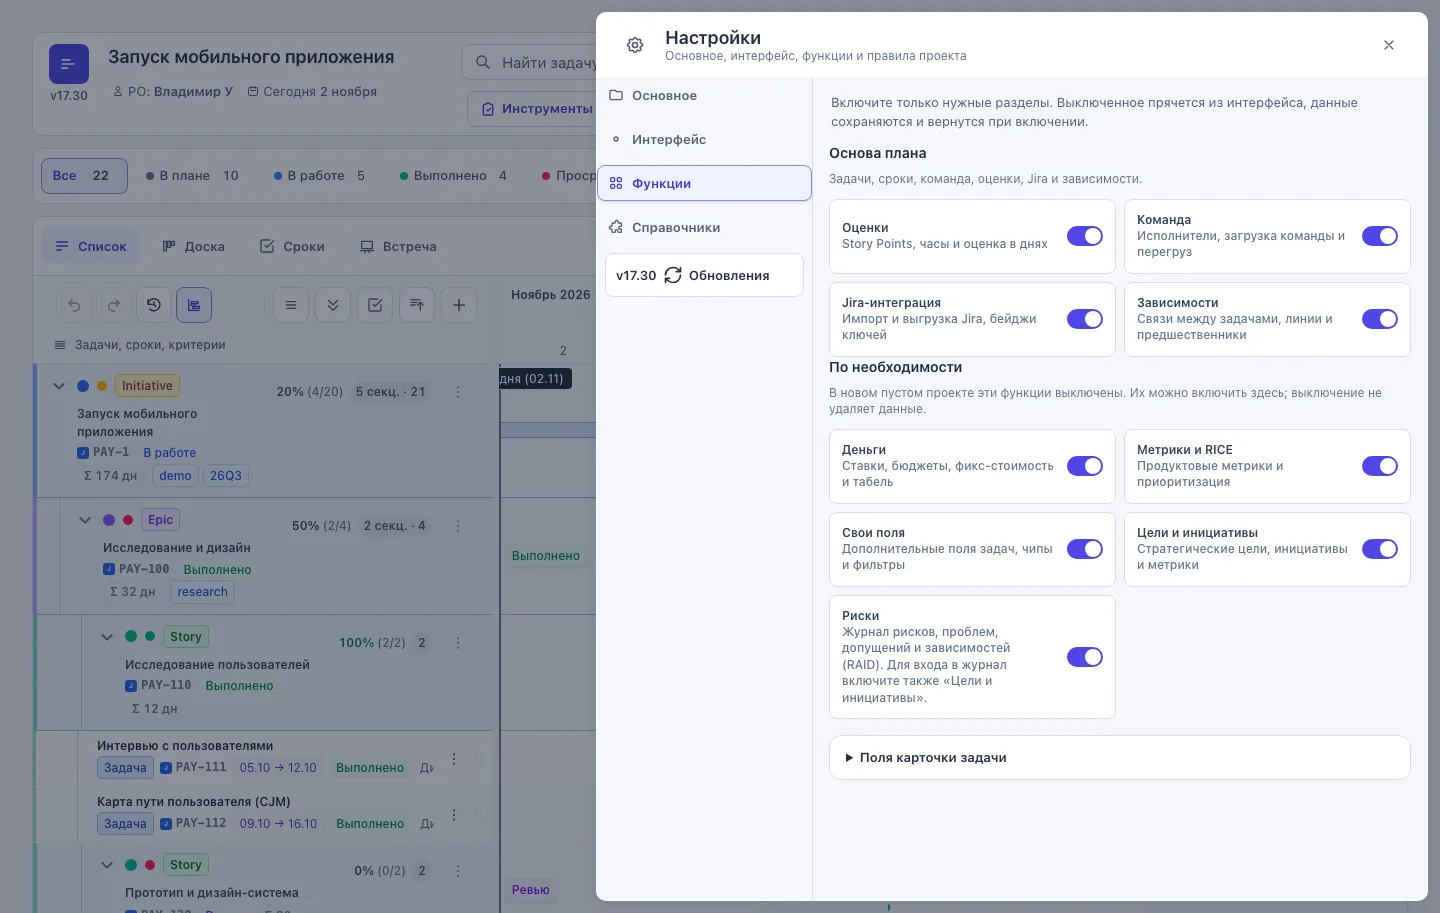 Запуск мобильного приложения
v17.30
PO: Владимир У
Сегодня 2 ноября
Найти задачу
Инструменты
Все 22
В плане 10
В работе 5
Выполнено 4
Список
Доска
Сроки
Встреча
Ноябрь 2026
Задачи, сроки, критерии
2
дня (02.11)
Initiative
20% (4/20)
5 секц. · 21
Запуск мобильного
приложения
PAY-1
В работе
Σ 174 дн
demo
26Q3
Epic
50% (2/4)
2 секц. · 4
Исследование и дизайн
PAY-100
Выполнено
Σ 32 дн
research
Выполнено
Story
100% (2/2)
2
Исследование пользователей
PAY-110
Выполнено
Σ 12 дн
Интервью с пользователями
Задача
PAY-111
05.10 → 12.10
Выполнено
Карта пути пользователя (CJM)
Задача
PAY-112
09.10 → 16.10
Выполнено
Story
0% (0/2)
2
Прототип и дизайн-система
Ревью
Настройки
Основное, интерфейс, функции и правила проекта
Основное
Интерфейс
Функции
Справочники
v17.30
Обновления
Включите только нужные разделы. Выключенное прячется из интерфейса, данные
сохраняются и вернутся при включении.
Основа плана
Задачи, сроки, команда, оценки, Jira и зависимости.
Оценки
Story Points, часы и оценка в днях
Команда
Исполнители, загрузка команды и
перегруз
Jira-интеграция
Импорт и выгрузка Jira, бейджи
ключей
Зависимости
Связи между задачами, линии и
предшественники
По необходимости
В новом пустом проекте эти функции выключены. Их можно включить здесь; выключение не
удаляет данные.
Деньги
Ставки, бюджеты, фикс-стоимость
и табель
Метрики и RICE
Продуктовые метрики и
приоритизация
Свои поля
Дополнительные поля задач, чипы
и фильтры
Цели и инициативы
Стратегические цели, инициативы
и метрики
Риски
Журнал рисков, проблем,
допущений и зависимостей
(RAID). Для входа в журнал
включите также «Цели и
инициативы».
Поля карточки задачи